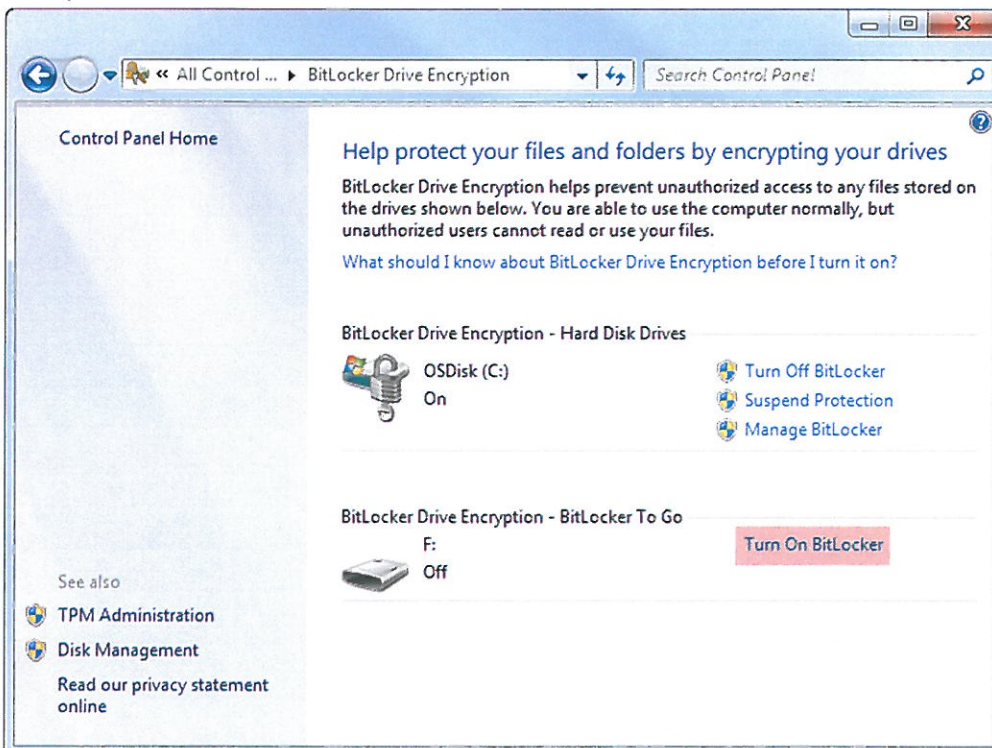 « All Control ... ▸ BitLocker Drive Encryption
Search Control Panel
Control Panel Home
Help protect your files and folders by encrypting your drives
BitLocker Drive Encryption helps prevent unauthorized access to any files stored on
the drives shown below. You are able to use the computer normally, but
unauthorized users cannot read or use your files.
What should I know about BitLocker Drive Encryption before I turn it on?
BitLocker Drive Encryption - Hard Disk Drives
OSDisk (C:)
On
Turn Off BitLocker
Suspend Protection
Manage BitLocker
BitLocker Drive Encryption - BitLocker To Go
F:
Off
Turn On BitLocker
See also
TPM Administration
Disk Management
Read our privacy statement
online